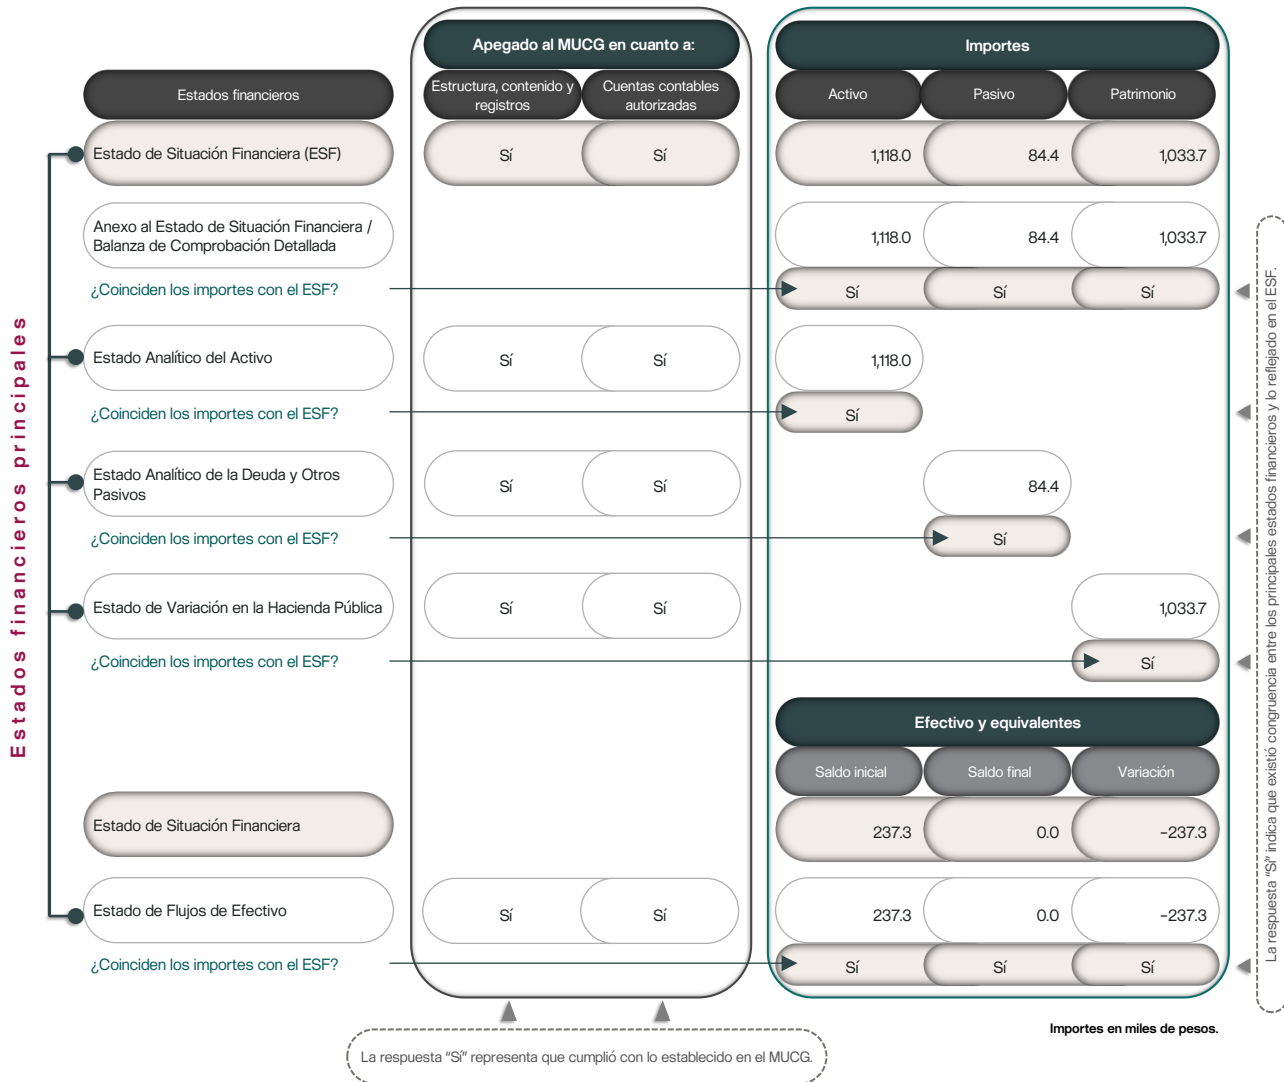 Apegado al MUCG en cuanto a:
Importes
Estados financieros
Estructura, contenido y
registros
Cuentas contables
autorizadas
Activo
Pasivo
Patrimonio
Estado de Situación Financiera (ESF)
Sí
Sí
1,118.0
84.4
1,033.7
Anexo al Estado de Situación Financiera /
Balanza de Comprobación Detallada
1,118.0
84.4
1,033.7
¿Coinciden los importes con el ESF?
Sí
Sí
Sí
Estado Analítico del Activo
Sí
Sí
1,118.0
¿Coinciden los importes con el ESF?
Sí
Estado Analítico de la Deuda y Otros
Pasivos
Sí
Sí
84.4
¿Coinciden los importes con el ESF?
Sí
Estado de Variación en la Hacienda Pública
Sí
Sí
1,033.7
¿Coinciden los importes con el ESF?
Sí
Efectivo y equivalentes
Saldo inicial
Saldo final
Variación
Estado de Situación Financiera
237.3
0.0
-237.3
Estado de Flujos de Efectivo
Sí
Sí
237.3
0.0
-237.3
¿Coinciden los importes con el ESF?
Sí
Sí
Sí
Estados financieros principales
La respuesta "Sí" indica que existió congruencia entre los principales estados financieros y lo reflejado en el ESF.
Importes en miles de pesos.
La respuesta "Sí" representa que cumplió con lo establecido en el MUCG.